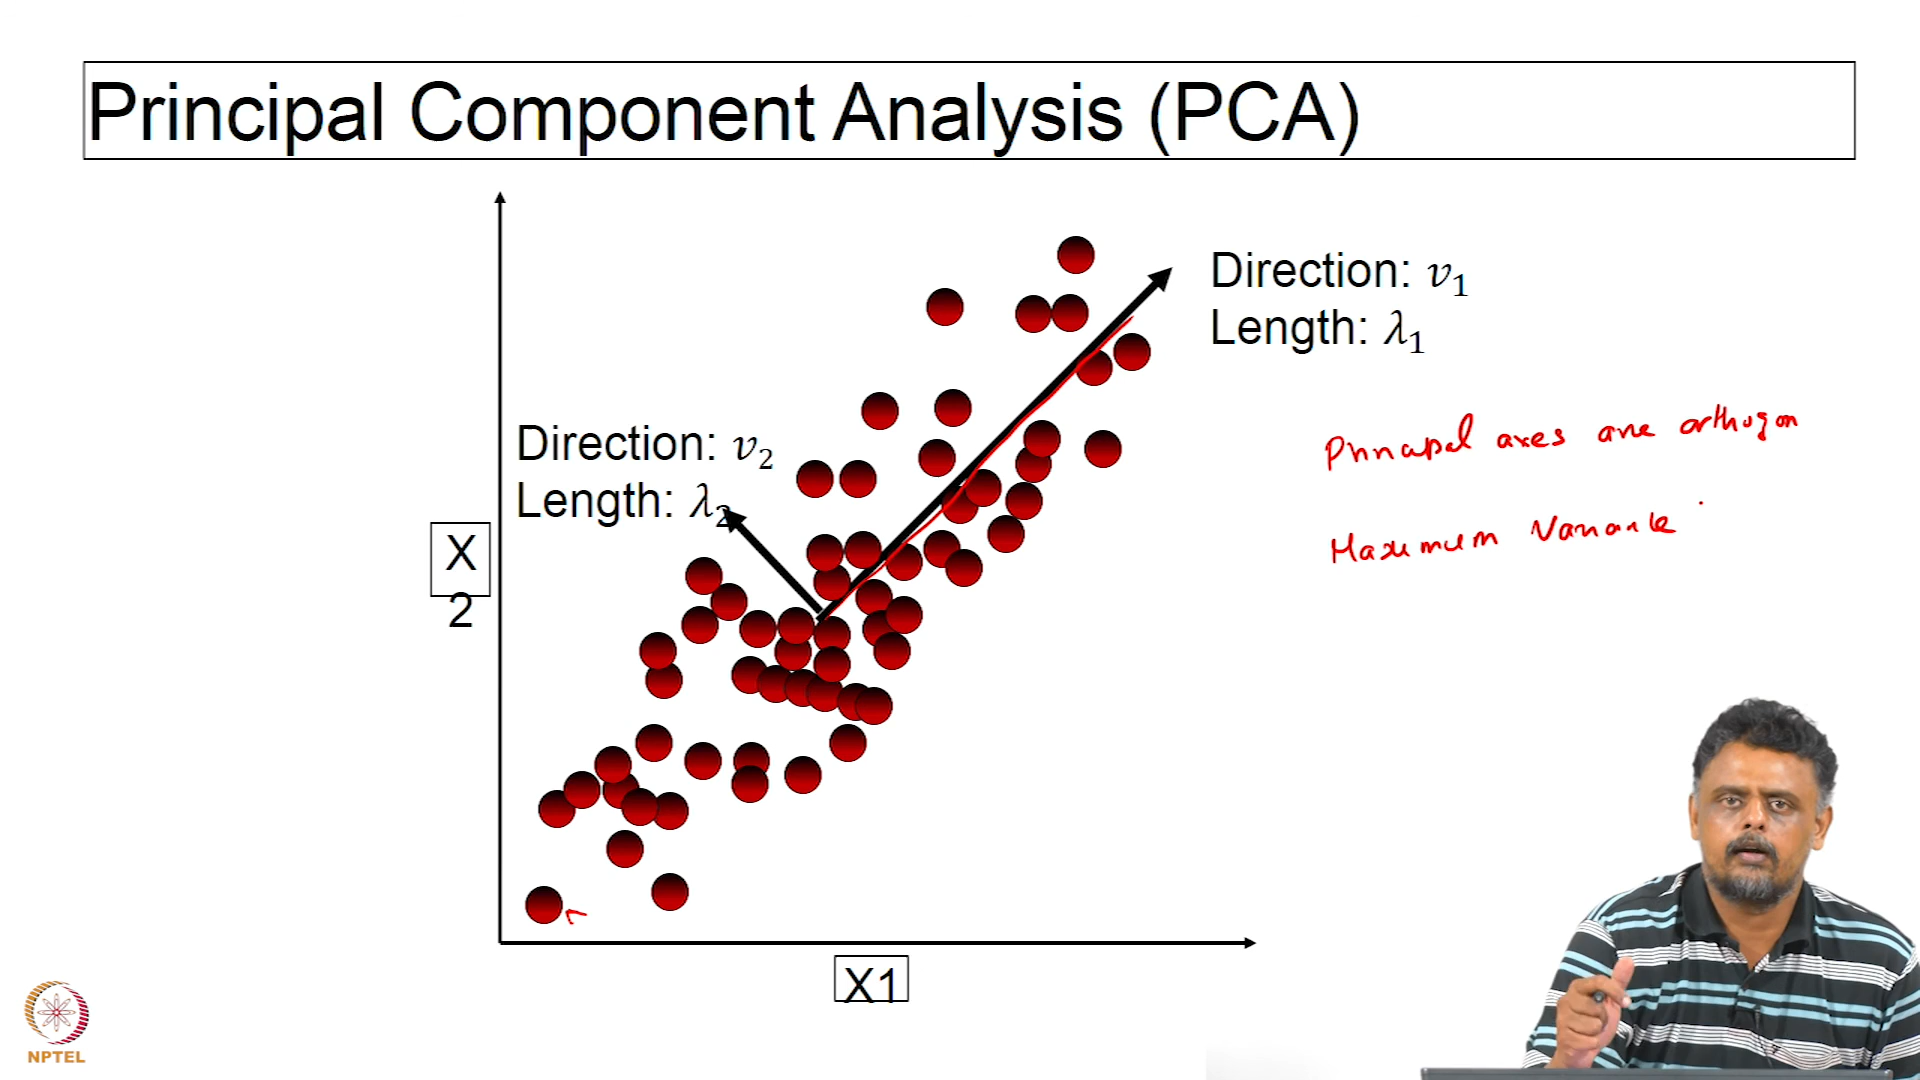 Principal Component Analysis (PCA)
Direction: v₁
Length: λ₁
Direction: v₂
Length: λ₂
Principal axes are orthogon
Maximum Variance
X
2
X1
NPTEL